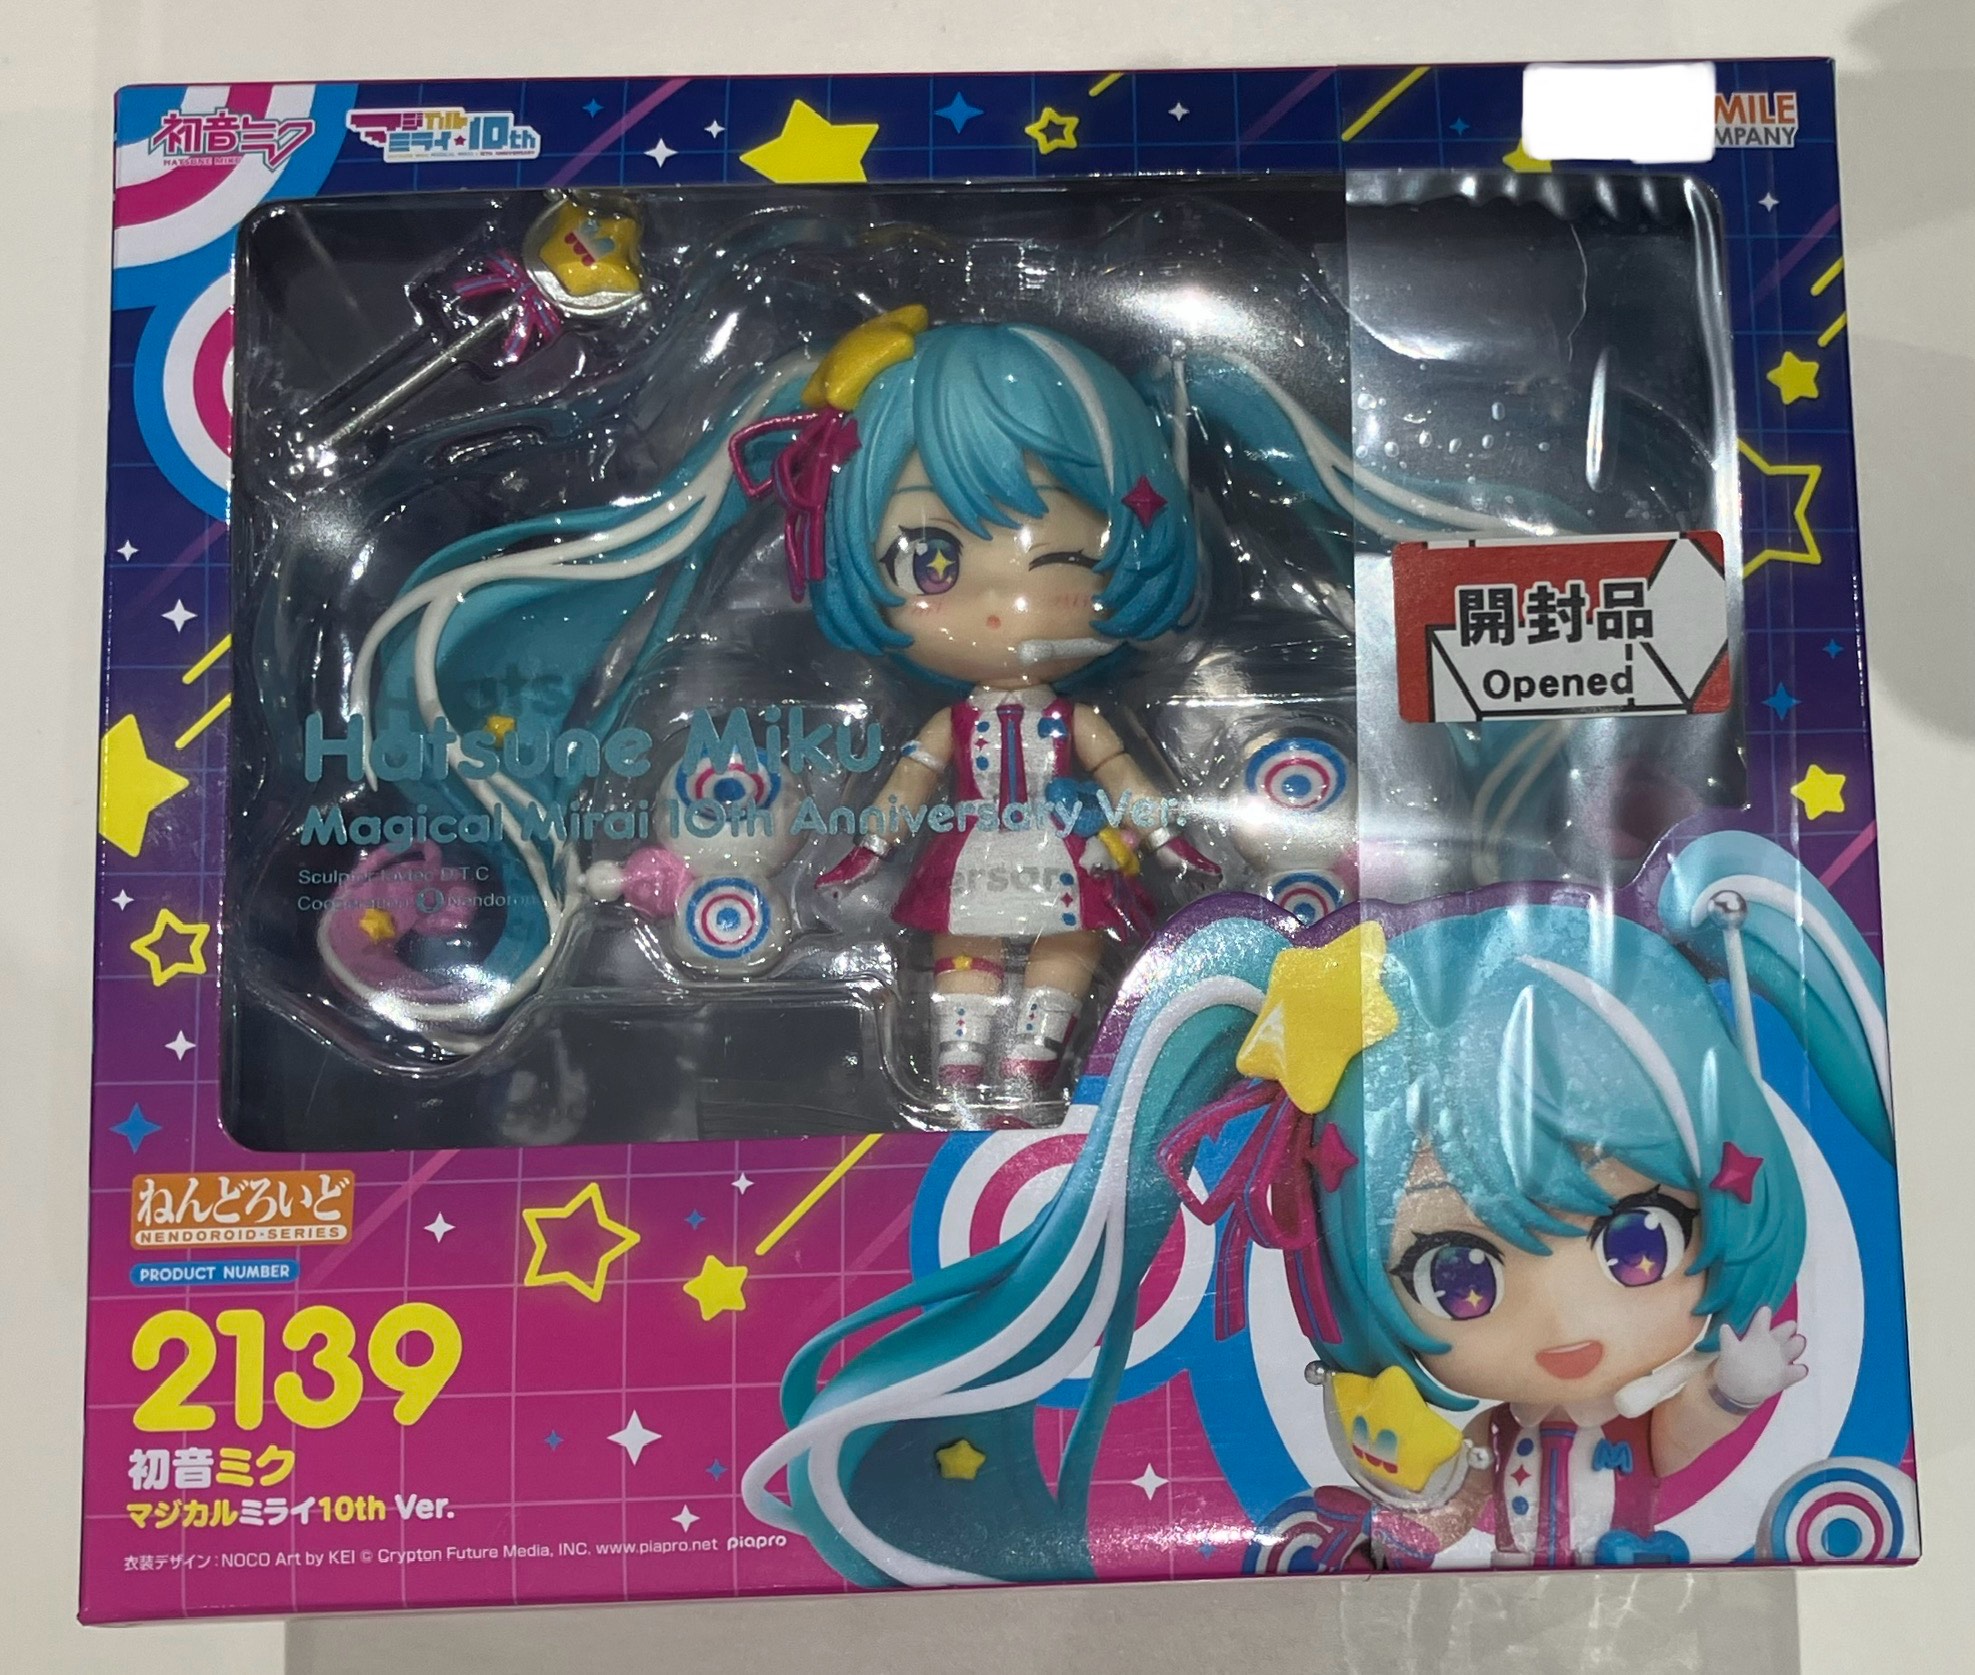 初音ミク
HATSUNE MIKU
マジカル
ミライ★10th
MILE
MPANY
開封品
Opened
Hatsune Miku
Magical Mirai 10th Anniversary Ver.
D.T.C
Nendoron
ねんどろいど
NENDOROID·SERIES
PRODUCT NUMBER
2139
初音ミク
マジカルミライ10th Ver.
衣装デザイン：NOCO Art by KEI © Crypton Future Media, INC. www.piapro.net piapro
M